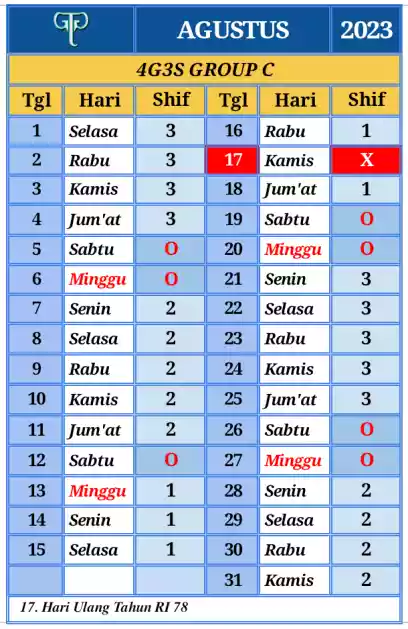 AGUSTUS 2023
4G3S GROUP C
Tgl Hari Shif Tgl Hari Shif
1 Selasa 3 16 Rabu 1
2 Rabu 3 17 Kamis X
3 Kamis 3 18 Jum'at 1
4 Jum'at 3 19 Sabtu O
5 Sabtu O 20 Minggu O
6 Minggu O 21 Senin 3
7 Senin 2 22 Selasa 3
8 Selasa 2 23 Rabu 3
9 Rabu 2 24 Kamis 3
10 Kamis 2 25 Jum'at 3
11 Jum'at 2 26 Sabtu O
12 Sabtu O 27 Minggu O
13 Minggu 1 28 Senin 2
14 Senin 1 29 Selasa 2
15 Selasa 1 30 Rabu 2
31 Kamis 2
17. Hari Ulang Tahun RI 78